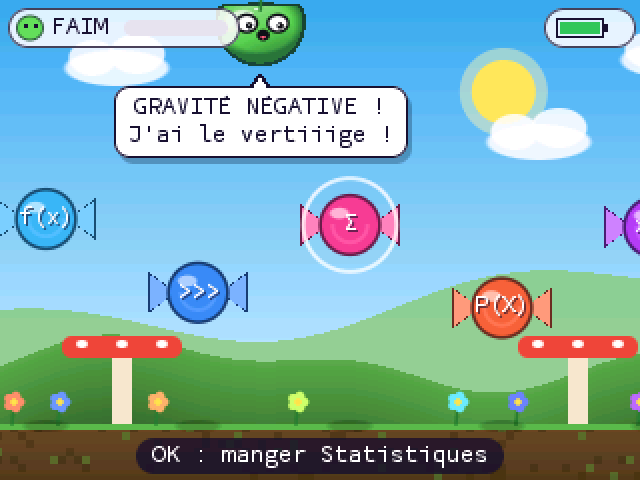 FAIM
GRAVITÉ NÉGATIVE !
J'ai le vertiiige !
f(x)
Σ
>>>
P(X)
OK : manger Statistiques